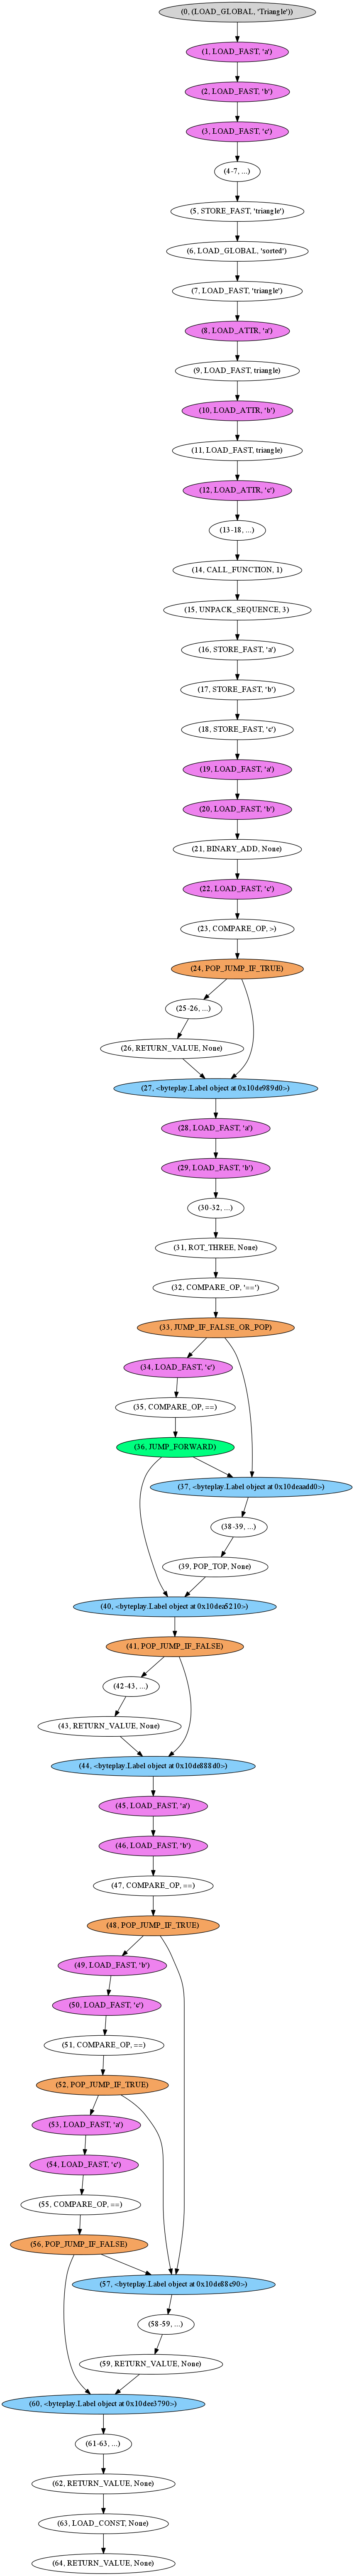 (0, (LOAD_GLOBAL, 'Triangle'))
(1, LOAD_FAST, 'a')
(2, LOAD_FAST, 'b')
(3, LOAD_FAST, 'c')
(4-7, ...)
(5, STORE_FAST, 'triangle')
(6, LOAD_GLOBAL, 'sorted')
(7, LOAD_FAST, 'triangle')
(8, LOAD_ATTR, 'a')
(9, LOAD_FAST, triangle)
(10, LOAD_ATTR, 'b')
(11, LOAD_FAST, triangle)
(12, LOAD_ATTR, 'c')
(13-18, ...)
(14, CALL_FUNCTION, 1)
(15, UNPACK_SEQUENCE, 3)
(16, STORE_FAST, 'a')
(17, STORE_FAST, 'b')
(18, STORE_FAST, 'c')
(19, LOAD_FAST, 'a')
(20, LOAD_FAST, 'b')
(21, BINARY_ADD, None)
(22, LOAD_FAST, 'c')
(23, COMPARE_OP, >)
(24, POP_JUMP_IF_TRUE)
(25-26, ...)
(26, RETURN_VALUE, None)
(27, <byteplay.Label object at 0x10de989d0>)
(28, LOAD_FAST, 'a')
(29, LOAD_FAST, 'b')
(30-32, ...)
(31, ROT_THREE, None)
(32, COMPARE_OP, '==')
(33, JUMP_IF_FALSE_OR_POP)
(34, LOAD_FAST, 'c')
(35, COMPARE_OP, ==)
(36, JUMP_FORWARD)
(37, <byteplay.Label object at 0x10deaadd0>)
(38-39, ...)
(39, POP_TOP, None)
(40, <byteplay.Label object at 0x10dea5210>)
(41, POP_JUMP_IF_FALSE)
(42-43, ...)
(43, RETURN_VALUE, None)
(44, <byteplay.Label object at 0x10de888d0>)
(45, LOAD_FAST, 'a')
(46, LOAD_FAST, 'b')
(47, COMPARE_OP, ==)
(48, POP_JUMP_IF_TRUE)
(49, LOAD_FAST, 'b')
(50, LOAD_FAST, 'c')
(51, COMPARE_OP, ==)
(52, POP_JUMP_IF_TRUE)
(53, LOAD_FAST, 'a')
(54, LOAD_FAST, 'c')
(55, COMPARE_OP, ==)
(56, POP_JUMP_IF_FALSE)
(57, <byteplay.Label object at 0x10de88c90>)
(58-59, ...)
(59, RETURN_VALUE, None)
(60, <byteplay.Label object at 0x10dee3790>)
(61-63, ...)
(62, RETURN_VALUE, None)
(63, LOAD_CONST, None)
(64, RETURN_VALUE, None)